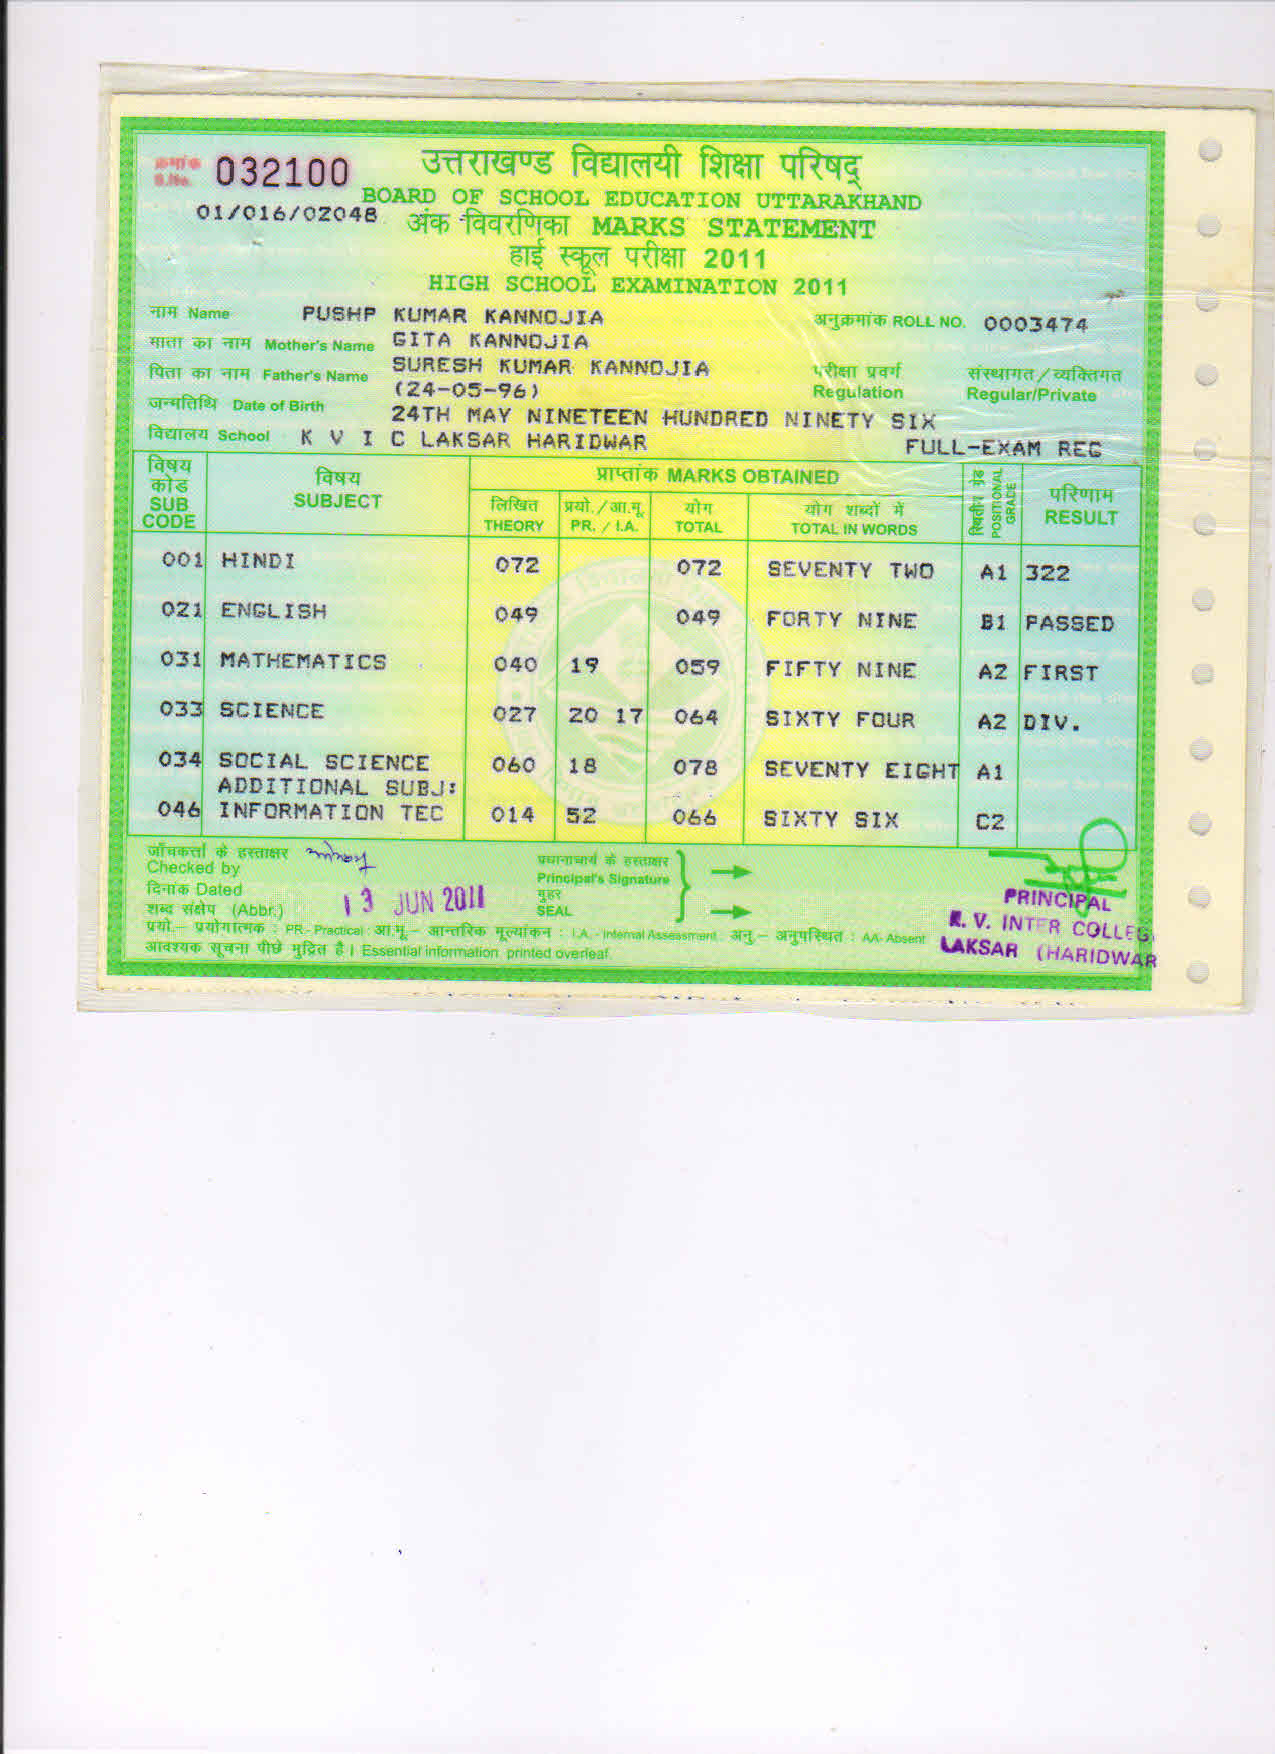 क्रमांक
S.No. 032100
उत्तराखण्ड विद्यालयी शिक्षा परिषद्
BOARD OF SCHOOL EDUCATION UTTARAKHAND
01/016/02048
अंक विवरणिका MARKS STATEMENT
हाई स्कूल परीक्षा 2011
HIGH SCHOOL EXAMINATION 2011
नाम Name PUSHP KUMAR KANNOJIA अनुक्रमांक ROLL NO. 0003474
माता का नाम Mother's Name GITA KANNOJIA
पिता का नाम Father's Name SURESH KUMAR KANNOJIA परीक्षा प्रवर्ग संस्थागत/व्यक्तिगत
(24-05-96) Regulation Regular/Private
जन्मतिथि Date of Birth 24TH MAY NINETEEN HUNDRED NINETY SIX
विद्यालय School K V I C LAKSAR HARIDWAR FULL-EXAM REG
विषय कोड SUB CODE विषय SUBJECT प्राप्तांक MARKS OBTAINED स्थितीय ग्रेड POSITIONAL GRADE परिणाम RESULT
लिखित THEORY प्रयो./आ.मू. PR. / I.A. योग TOTAL योग शब्दों में TOTAL IN WORDS
001 HINDI 072 072 SEVENTY TWO A1 322
021 ENGLISH 049 049 FORTY NINE B1 PASSED
031 MATHEMATICS 040 19 059 FIFTY NINE A2 FIRST
033 SCIENCE 027 20 17 064 SIXTY FOUR A2 DIV.
034 SOCIAL SCIENCE 060 18 078 SEVENTY EIGHT A1
ADDITIONAL SUBJ:
046 INFORMATION TEC 014 52 066 SIXTY SIX C2
जाँचकर्त्ता के हस्ताक्षर प्रधानाचार्य के हस्ताक्षर
Checked by Principal's Signature
दिनांक Dated 13 JUN 2011 मुहर
शब्द संक्षेप (Abbr.) SEAL
PRINCIPAL
K. V. INTER COLLEG
LAKSAR (HARIDWAR
प्रयो.– प्रयोगात्मक : PR.- Practical : आ.मू.– आन्तरिक मूल्यांकन : I.A. - Internal Assessment : अनु – अनुपस्थित : AA- Absent
आवश्यक सूचना पीछे मुद्रित है। Essential information printed overleaf.